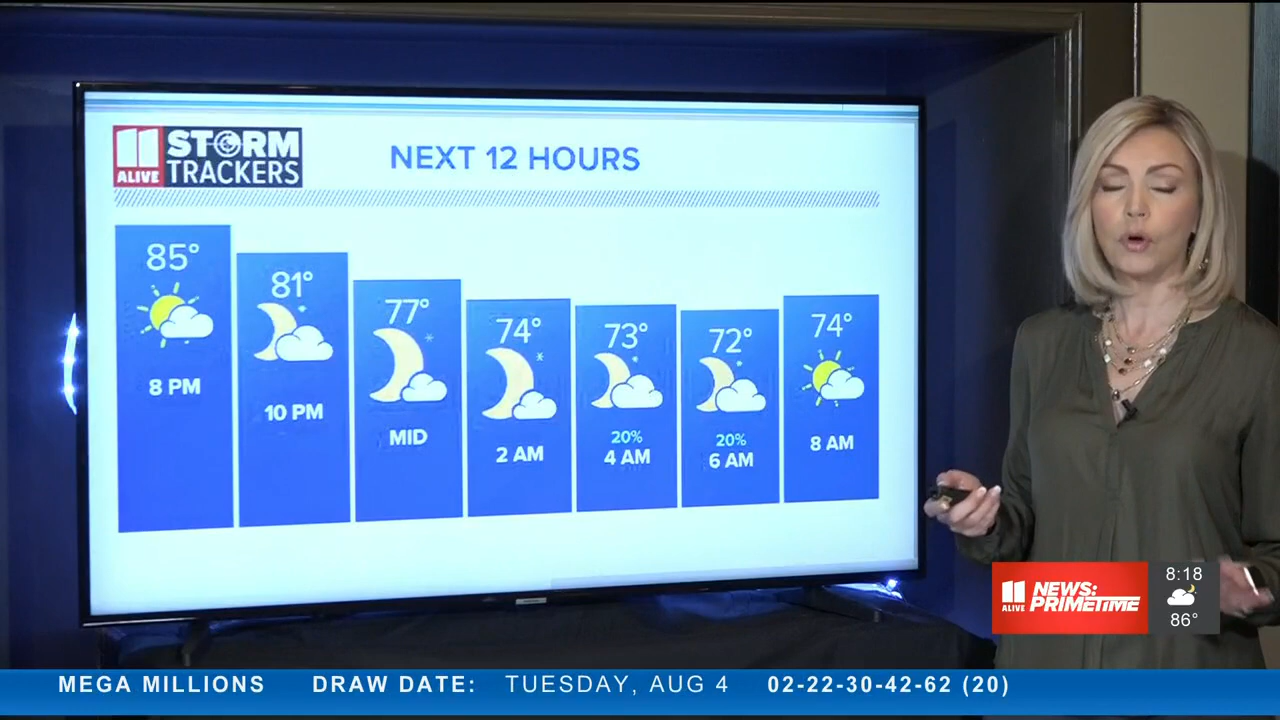 11
ALIVE
STORM
TRACKERS
NEXT 12 HOURS
85°
8 PM
81°
10 PM
77°
MID
74°
2 AM
73°
20%
4 AM
72°
20%
6 AM
74°
8 AM
11
ALIVE
NEWS:
PRIMETIME
8:18
86°
MEGA MILLIONS DRAW DATE: TUESDAY, AUG 4 02-22-30-42-62 (20)